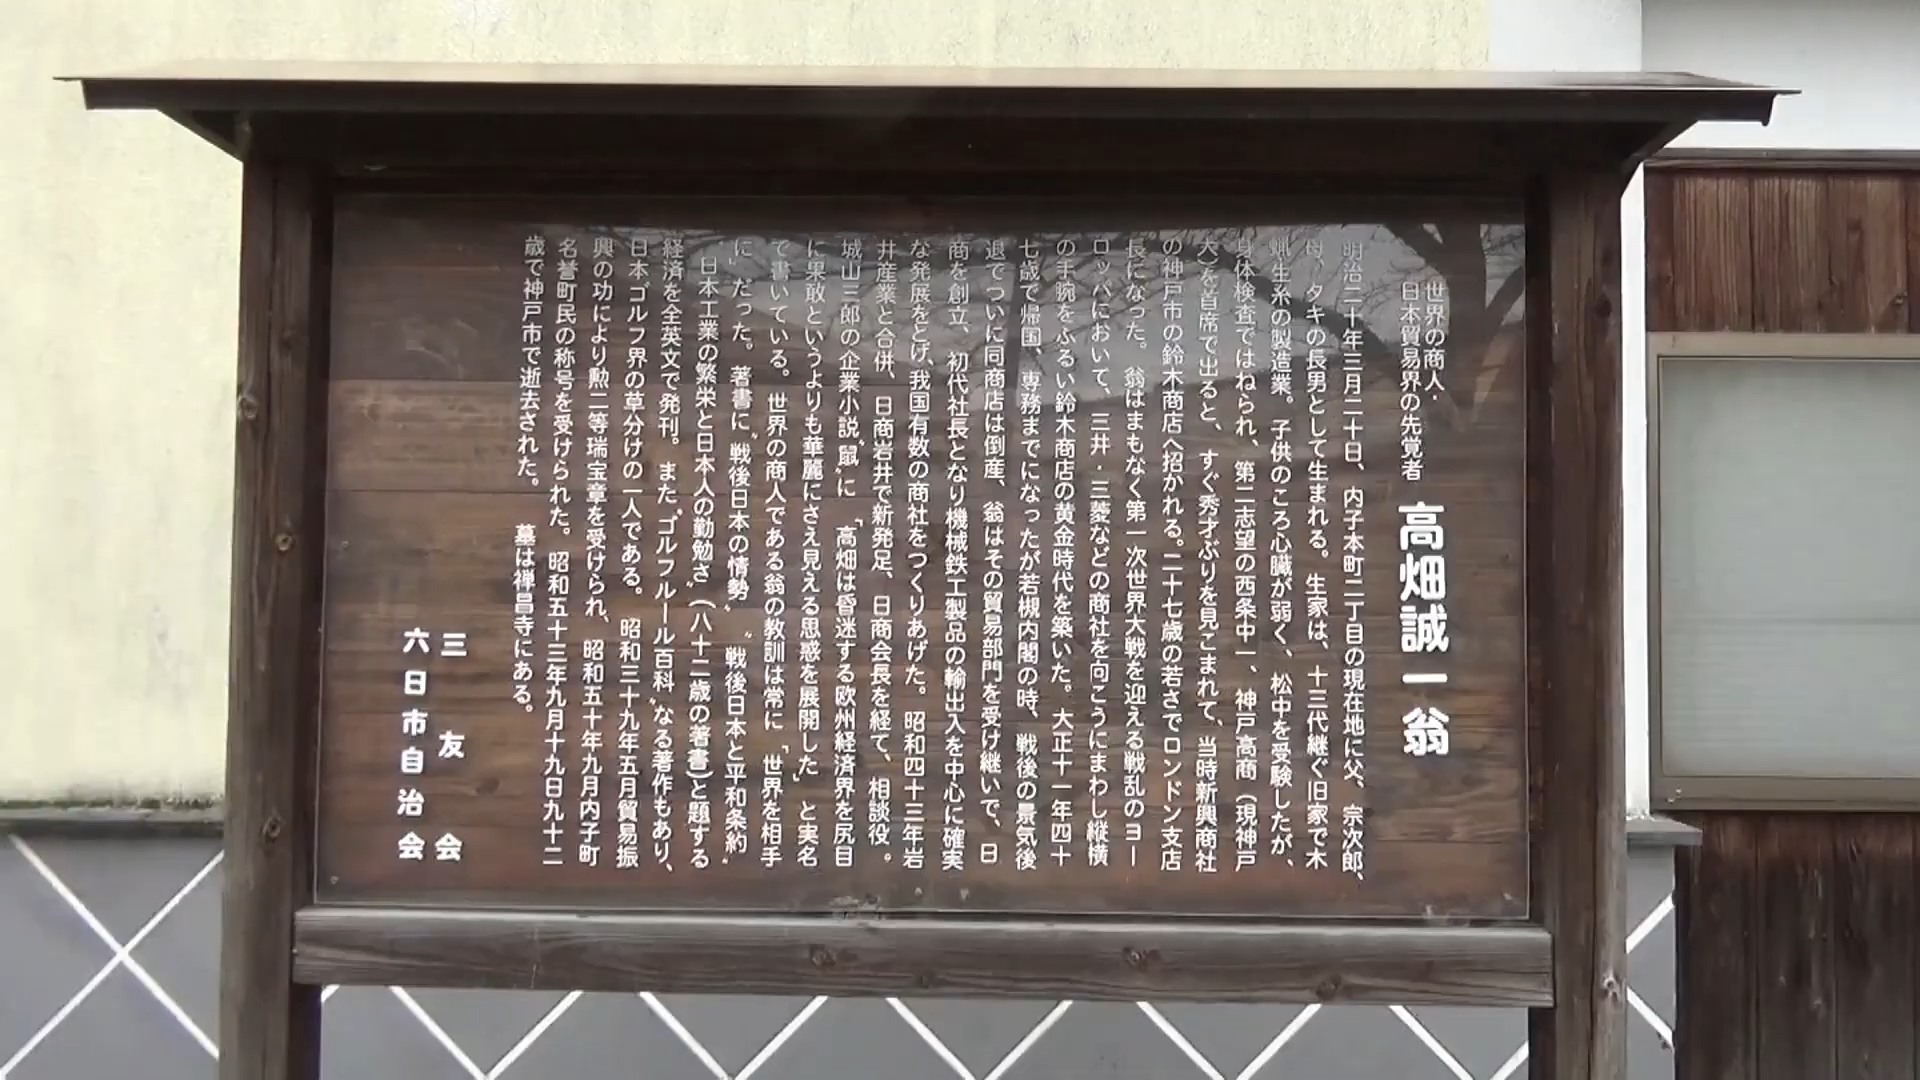 世界の商人・
日本貿易界の先覚者
高畑誠一翁
明治二十年三月二十日、内子本町二丁目の現在地に父、宗次郎、
母、タキの長男として生まれる。生家は、十三代継ぐ旧家で木
蝋生糸の製造業。子供のころ心臓が弱く、松中を受験したが、
身体検査ではねられ、第二志望の西条中－、神戸高商（現神戸
大）を首席で出ると、すぐ秀才ぶりを見こまれて、当時新興商社
の神戸市の鈴木商店へ招かれる。二十七歳の若さでロンドン支店
長になった。翁はまもなく第一次世界大戦を迎える戦乱のヨー
ロッパにおいて、三井・三菱などの商社を向こうにまわし縦横
の手腕をふるい鈴木商店の黄金時代を築いた。大正十一年四十
七歳で帰国、専務までになったが若槻内閣の時、戦後の景気後
退でついに同商店は倒産、翁はその貿易部門を受け継いで、日
商を創立、初代社長となり機械鉄工製品の輸出入を中心に確実
な発展をとげ、我国有数の商社をつくりあげた。昭和四十三年岩
井産業と合併、日商岩井で新発足、日商会長を経て、相談役。
城山三郎の企業小説〝鼠〟に「高畑は昏迷する欧州経済界を尻目
に果敢というよりも華麗にさえ見える思惑を展開した」と実名
で書いている。世界の商人である翁の教訓は常に「世界を相手
に」だった。著書に〝戦後日本の情勢〟〝戦後日本と平和条約〟
〝日本工業の繁栄と日本人の勤勉さ〟（八十二歳の著書）と題する
経済を全英文で発刊。また〝ゴルフルール百科〟なる著作もあり、
日本ゴルフ界の草分けの一人である。昭和三十九年五月貿易振
興の功により勲二等瑞宝章を受けられ、昭和五十年九月内子町
名誉町民の称号を受けられた。昭和五十三年九月十九日九十二
歳で神戸市で逝去された。墓は禅昌寺にある。
三友会
六日市自治会